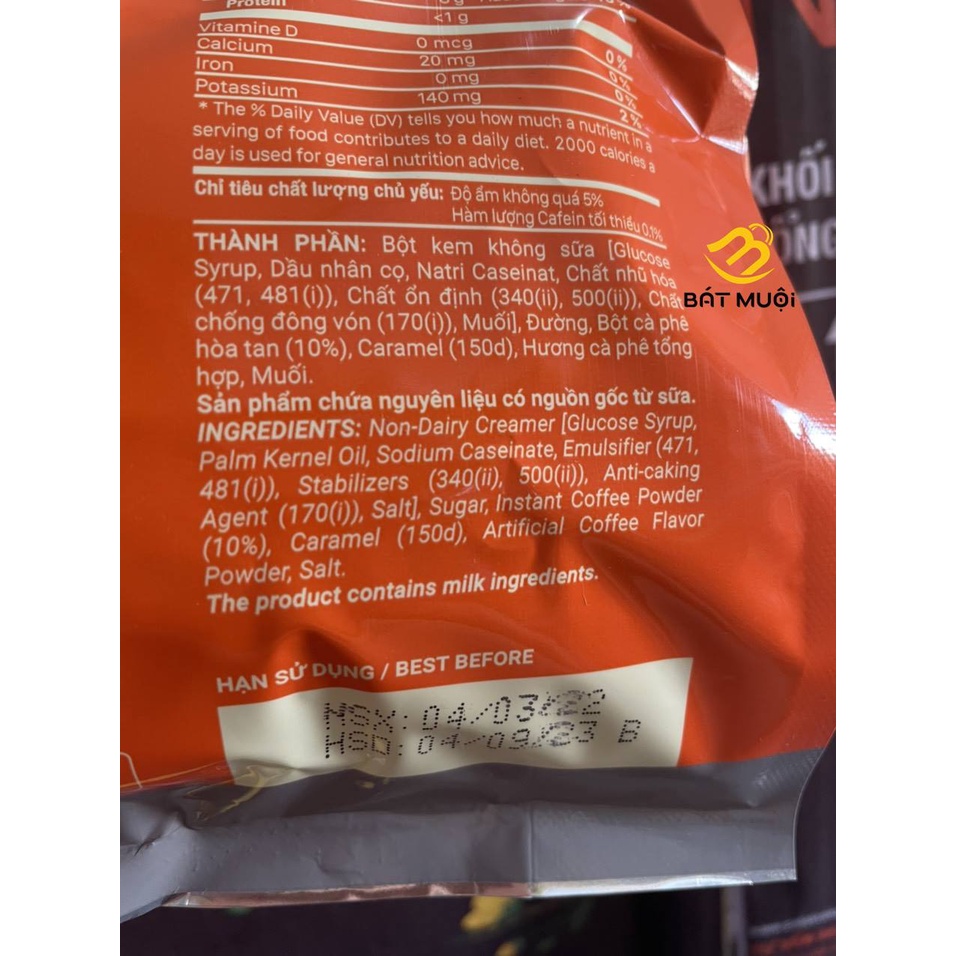 Protein
<1 g
Vitamine D 0 mcg 0%
Calcium 20 mg 0%
Iron 0 mg 0%
Potassium 140 mg 2%
* The % Daily Value (DV) tells you how much a nutrient in a
serving of food contributes to a daily diet. 2000 calories a
day is used for general nutrition advice.
Chỉ tiêu chất lượng chủ yếu: Độ ẩm không quá 5%
Hàm lượng Cafein tối thiểu 0.1%
THÀNH PHẦN: Bột kem không sữa [Glucose
Syrup, Dầu nhân cọ, Natri Caseinat, Chất nhũ hóa
(471, 481(i)), Chất ổn định (340(ii), 500(ii)), Chất
chống đông vón (170(i)), Muối], Đường, Bột cà phê
hòa tan (10%), Caramel (150d), Hương cà phê tổng
hợp, Muối.
Sản phẩm chứa nguyên liệu có nguồn gốc từ sữa.
INGREDIENTS: Non-Dairy Creamer [Glucose Syrup,
Palm Kernel Oil, Sodium Caseinate, Emulsifier (471,
481(i)), Stabilizers (340(ii), 500(ii)), Anti-caking
Agent (170(i)), Salt], Sugar, Instant Coffee Powder
(10%), Caramel (150d), Artificial Coffee Flavor
Powder, Salt.
The product contains milk ingredients.
HẠN SỬ DỤNG / BEST BEFORE
NSX: 04/03/22
HSD: 04/09/23 B
KHỐI
BÁT MUỘI